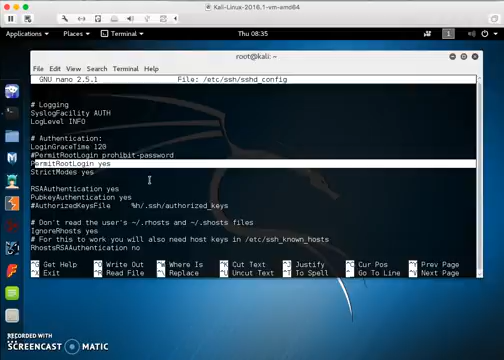 Kali-Linux-2016.1-vm-amd64
Applications ▾ Places ▾ Terminal ▾ Thu 08:35 1
root@kali: ~
File Edit View Search Terminal Help
GNU nano 2.5.1 File: /etc/ssh/sshd_config
# Logging
SyslogFacility AUTH
LogLevel INFO
# Authentication:
LoginGraceTime 120
#PermitRootLogin prohibit-password
PermitRootLogin yes
StrictModes yes
RSAAuthentication yes
PubkeyAuthentication yes
#AuthorizedKeysFile %h/.ssh/authorized_keys
# Don't read the user's ~/.rhosts and ~/.shosts files
IgnoreRhosts yes
# For this to work you will also need host keys in /etc/ssh_known_hosts
RhostsRSAAuthentication no
^G Get Help ^O Write Out ^W Where Is ^K Cut Text ^J Justify ^C Cur Pos ^Y Prev Page
^X Exit ^R Read File ^\ Replace ^U Uncut Text ^T To Spell ^_ Go To Line ^V Next Page
RECORDED WITH
SCREENCAST MATIC